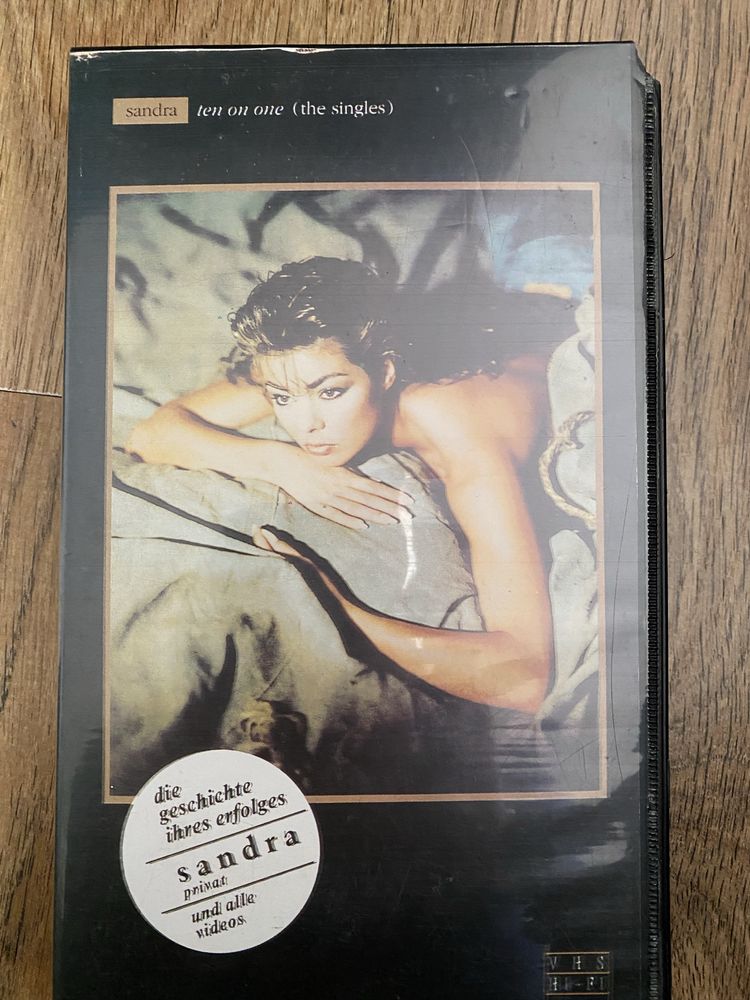 sandra ten on one (the singles)
die
geschichte
ihres erfolges
sandra
privat
und alle
videos
VHS
HI-FI